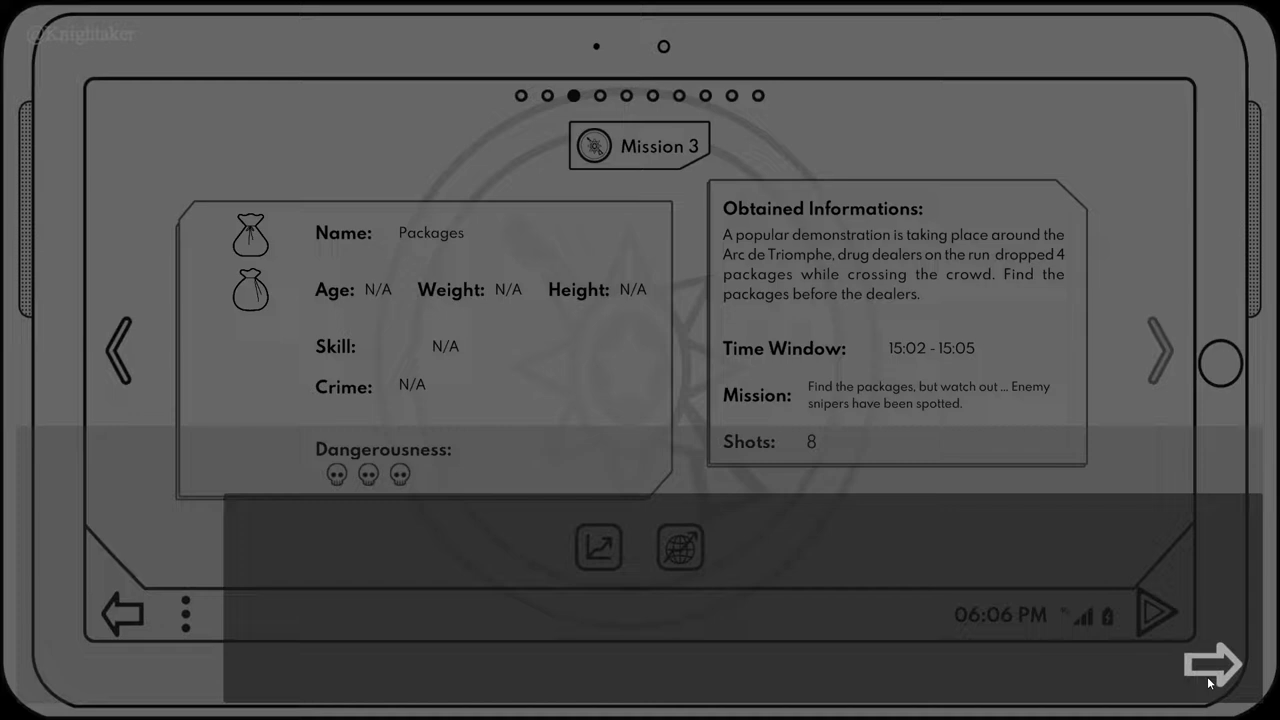 @Knightaker
Mission 3
Name: Packages
Age: N/A Weight: N/A Height: N/A
Skill: N/A
Crime: N/A
Dangerousness:
Obtained Informations:
A popular demonstration is taking place around the
Arc de Triomphe, drug dealers on the run dropped 4
packages while crossing the crowd. Find the
packages before the dealers.
Time Window: 15:02 - 15:05
Mission: Find the packages, but watch out ... Enemy
snipers have been spotted.
Shots: 8
06:06 PM